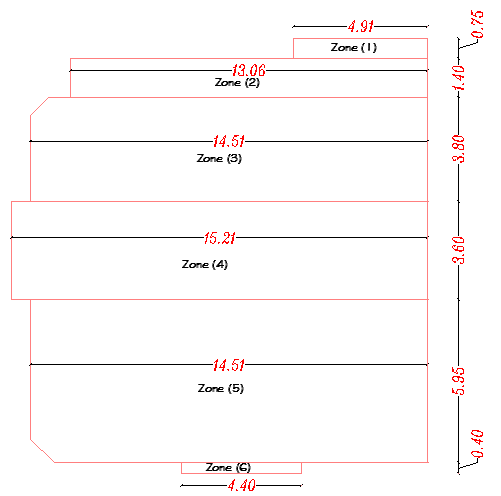 4.91
0.75
Zone (1)
13.06
1.40
Zone (2)
14.51
3.80
Zone (3)
15.21
3.60
Zone (4)
14.51
5.95
Zone (5)
0.40
Zone (6)
4.40